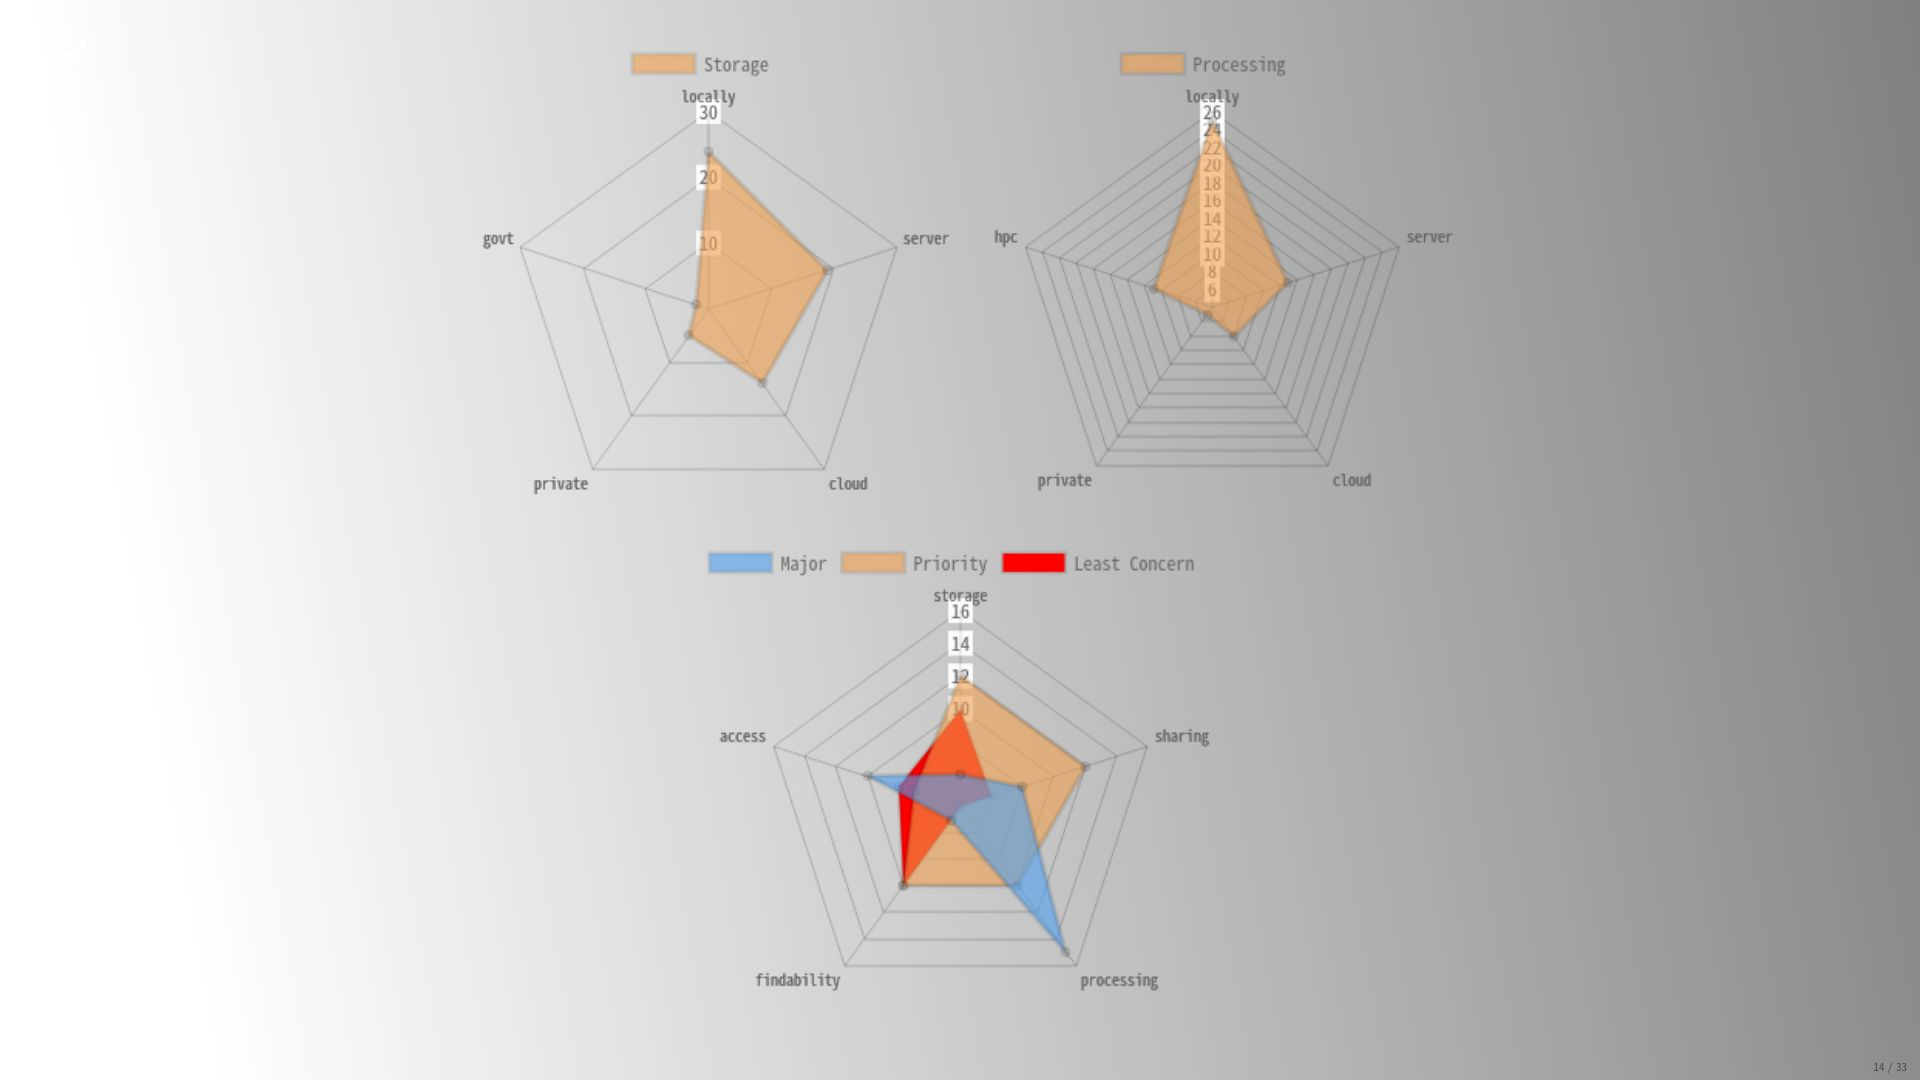 Storage
locally
30
20
10
govt
server
private
cloud
Processing
locally
26
24
22
20
18
16
14
12
10
8
6
hpc
server
private
cloud
Major Priority Least Concern
storage
16
14
12
10
access
sharing
findability
processing
14 / 33